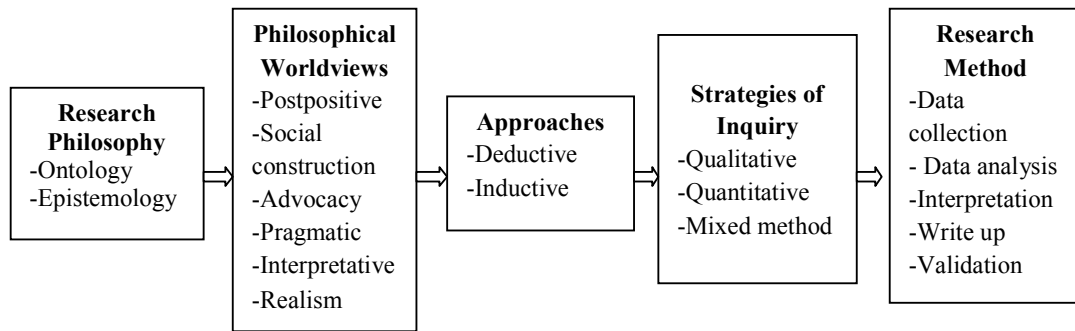 Research
Philosophy
-Ontology
-Epistemology
Philosophical
Worldviews
-Postpositive
-Social
construction
-Advocacy
-Pragmatic
-Interpretative
-Realism
Approaches
-Deductive
-Inductive
Strategies of
Inquiry
-Qualitative
-Quantitative
-Mixed method
Research
Method
-Data
collection
- Data analysis
-Interpretation
-Write up
-Validation